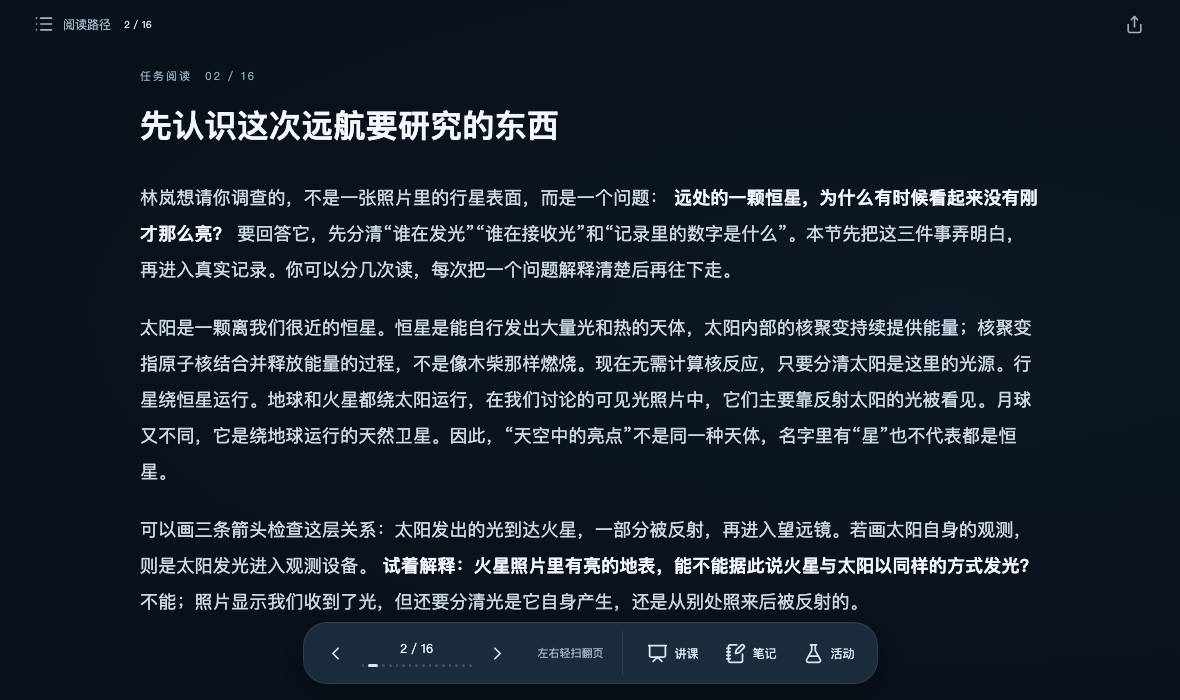 阅读路径 2 / 16
任务阅读 02 / 16
先认识这次远航要研究的东西
林岚想请你调查的，不是一张照片里的行星表面，而是一个问题： 远处的一颗恒星，为什么有时候看起来没有刚
才那么亮？ 要回答它，先分清“谁在发光”“谁在接收光”和“记录里的数字是什么”。本节先把这三件事弄明白，
再进入真实记录。你可以分几次读，每次把一个问题解释清楚后再往下走。
太阳是一颗离我们很近的恒星。恒星是能自行发出大量光和热的天体，太阳内部的核聚变持续提供能量；核聚变
指原子核结合并释放能量的过程，不是像木柴那样燃烧。现在无需计算核反应，只要分清太阳是这里的光源。行
星绕恒星运行。地球和火星都绕太阳运行，在我们讨论的可见光照片中，它们主要靠反射太阳的光被看见。月球
又不同，它是绕地球运行的天然卫星。因此，“天空中的亮点”不是同一种天体，名字里有“星”也不代表都是恒
星。
可以画三条箭头检查这层关系：太阳发出的光到达火星，一部分被反射，再进入望远镜。若画太阳自身的观测，
则是太阳发光进入观测设备。 试着解释：火星照片里有亮的地表，能不能据此说火星与太阳以同样的方式发光？
不能；照片显示我们收到了光，但还要分清光是它自身产生，还是从别处照来后被反射的。
2 / 16
左右轻扫翻页
讲课
笔记
活动